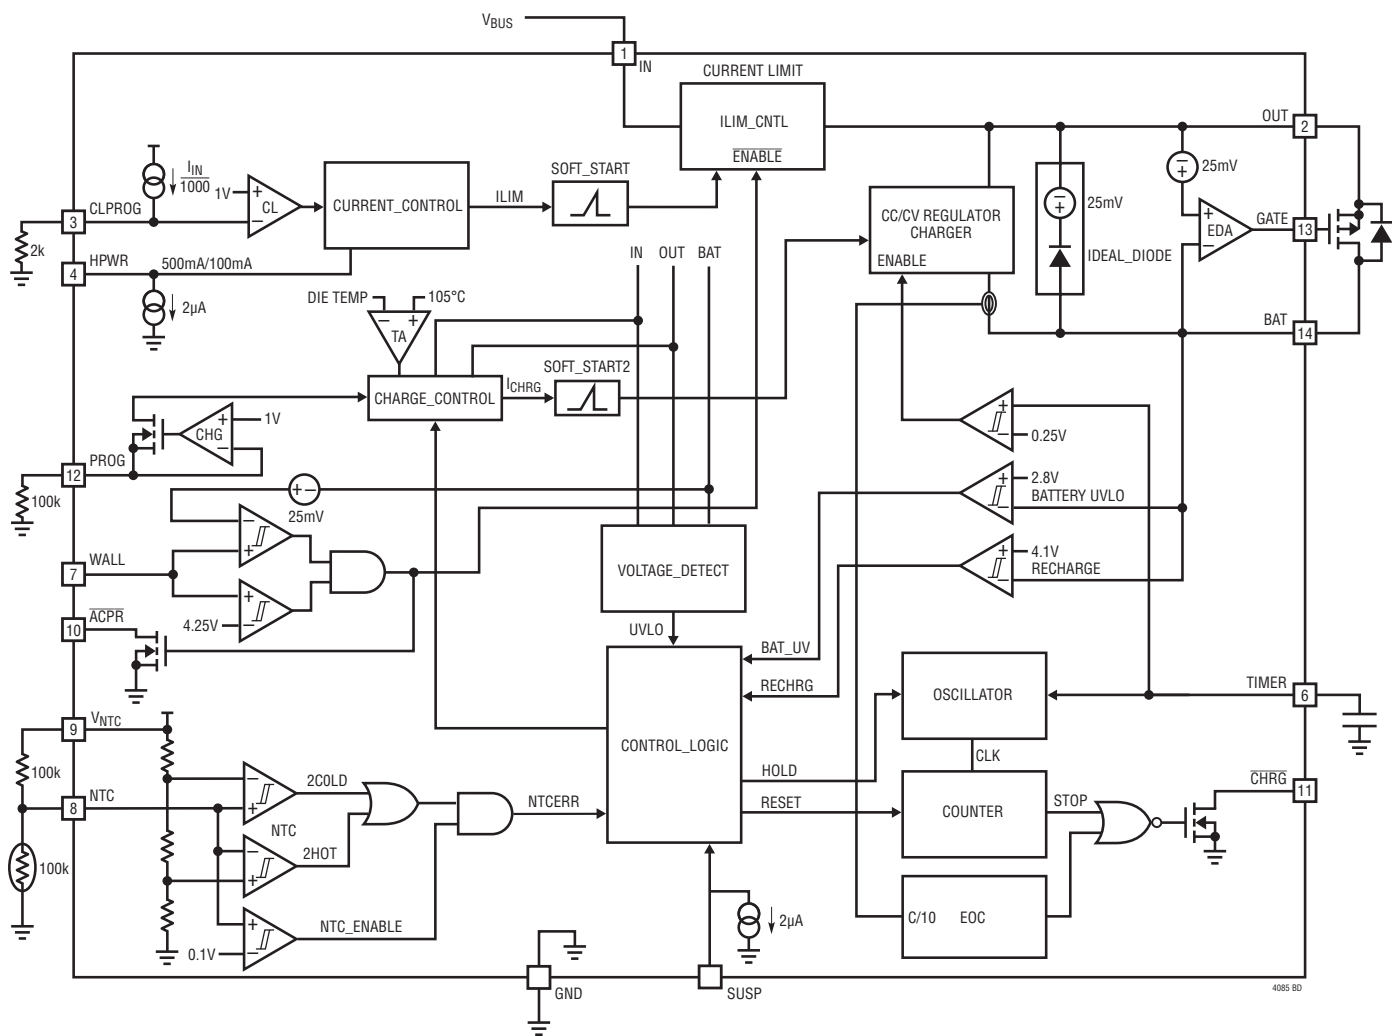 VBUS
1
IN
CURRENT LIMIT
ILIM_CNTL
ENABLE
OUT
2
IIN
1000
1V
+
CL
–
CURRENT_CONTROL
ILIM
SOFT_START
–
+
25mV
3
CLPROG
2k
4
HPWR
500mA/100mA
2µA
CC/CV REGULATOR
CHARGER
ENABLE
–
+
25mV
IDEAL_DIODE
+
EDA
–
GATE
13
IN
OUT
BAT
DIE TEMP
105°C
–
+
TA
BAT
14
CHARGE_CONTROL
ICHRG
SOFT_START2
+
CHG
–
1V
12
PROG
100k
+
–
0.25V
+
–
2.8V
BATTERY UVLO
+
–
4.1V
RECHARGE
+ –
25mV
–
+
7
WALL
+
–
4.25V
10
ACPR
VOLTAGE_DETECT
UVLO
BAT_UV
RECHRG
CONTROL_LOGIC
HOLD
RESET
OSCILLATOR
CLK
TIMER
6
COUNTER
STOP
CHRG
11
C/10
EOC
9
VNTC
100k
8
NTC
100k
–
+
2COLD
NTC
–
+
2HOT
+
–
0.1V
NTC_ENABLE
NTCERR
2µA
GND
SUSP
4085 BD